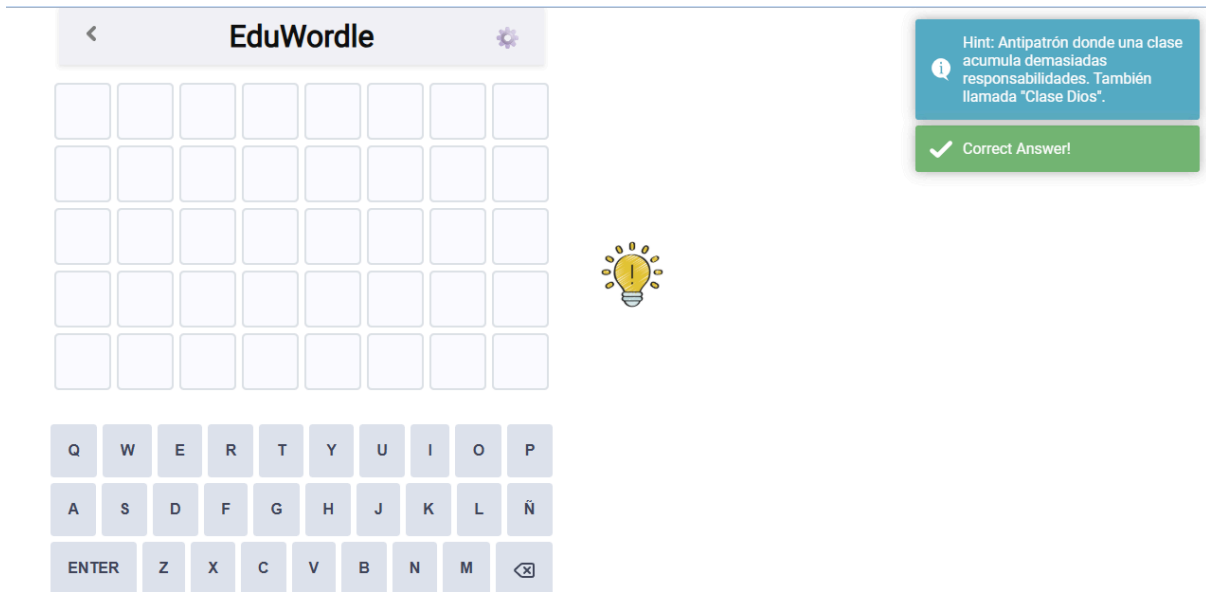 EduWordle
Hint: Antipatrón donde una clase
acumula demasiadas
responsabilidades. También
llamada "Clase Dios".
Correct Answer!
Q W E R T Y U I O P
A S D F G H J K L Ñ
ENTER Z X C V B N M